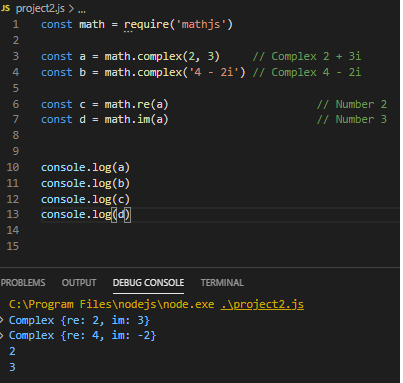 JS project2.js > ...
1 const math = require('mathjs')
2
3 const a = math.complex(2, 3)     // Complex 2 + 3i
4 const b = math.complex('4 - 2i') // Complex 4 - 2i
5
6 const c = math.re(a)                       // Number 2
7 const d = math.im(a)                       // Number 3
8
9
10 console.log(a)
11 console.log(b)
12 console.log(c)
13 console.log(d)
14
15
PROBLEMS OUTPUT DEBUG CONSOLE TERMINAL
C:\Program Files\nodejs\node.exe .\project2.js
> Complex {re: 2, im: 3}
> Complex {re: 4, im: -2}
2
3